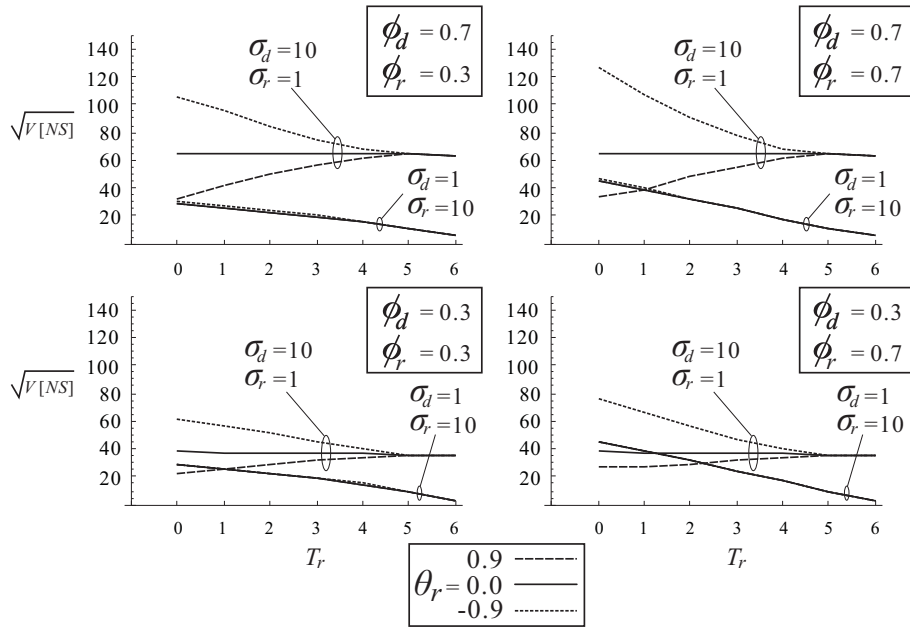 140
120
100
80
60
40
20
√V[NS]
σd=10
σr=1
ϕd = 0.7
ϕr = 0.3
σd=1
σr=10
0 1 2 3 4 5 6
140
120
100
80
60
40
20
σd=10
σr=1
ϕd = 0.7
ϕr = 0.7
σd=1
σr=10
0 1 2 3 4 5 6
140
120
100
80
60
40
20
√V[NS]
σd=10
σr=1
ϕd = 0.3
ϕr = 0.3
σd=1
σr=10
0 1 2 3 4 5 6
Tr
140
120
100
80
60
40
20
σd=10
σr=1
ϕd = 0.3
ϕr = 0.7
σd=1
σr=10
0 1 2 3 4 5 6
Tr
0.9
θr= 0.0
-0.9